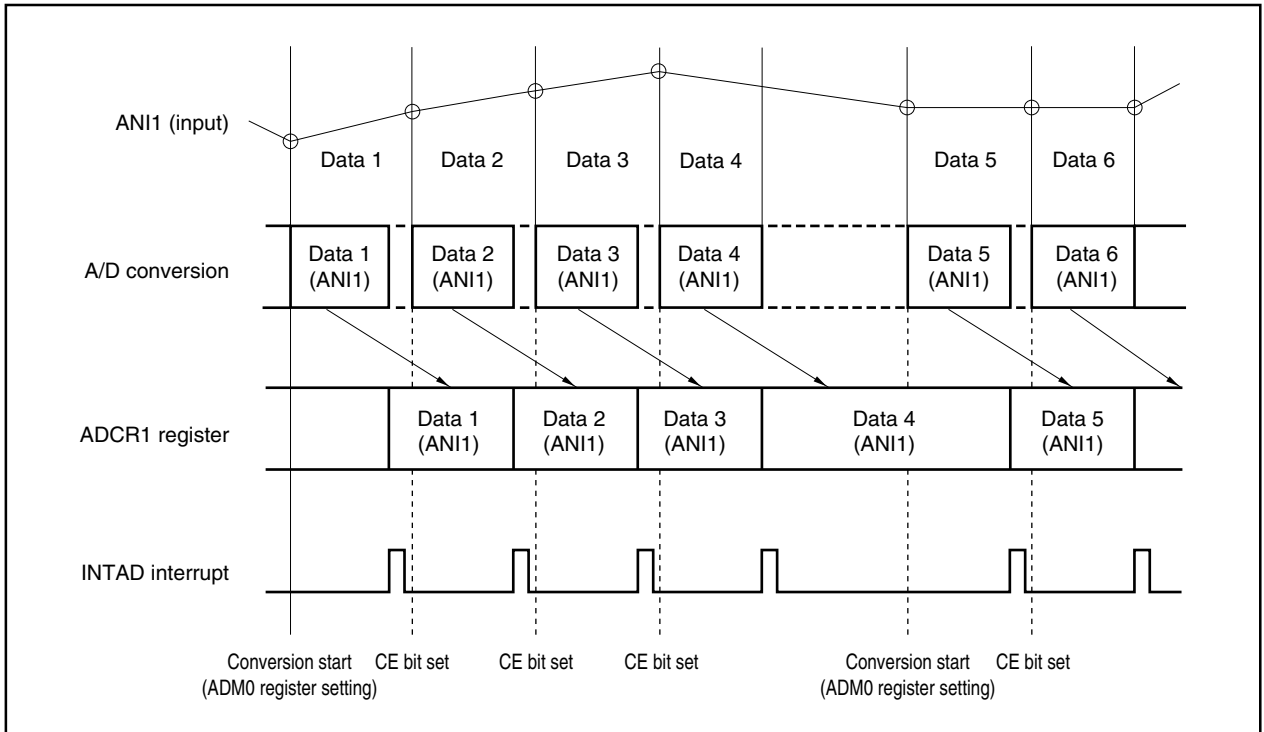 ANI1 (input)
Data 1
Data 2
Data 3
Data 4
Data 5
Data 6
A/D conversion
Data 1
(ANI1)
Data 2
(ANI1)
Data 3
(ANI1)
Data 4
(ANI1)
Data 5
(ANI1)
Data 6
(ANI1)
ADCR1 register
Data 1
(ANI1)
Data 2
(ANI1)
Data 3
(ANI1)
Data 4
(ANI1)
Data 5
(ANI1)
INTAD interrupt
Conversion start
(ADM0 register setting)
CE bit set
CE bit set
CE bit set
Conversion start
(ADM0 register setting)
CE bit set